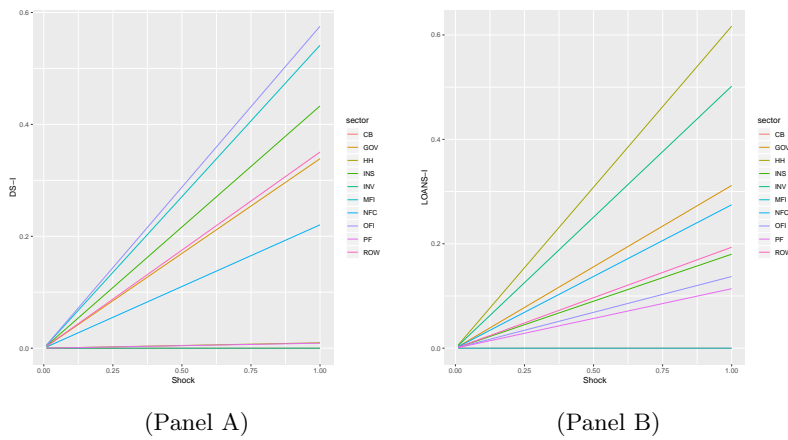 0.6
0.4
0.2
0.0
DS−I
0.00
0.25
0.50
0.75
1.00
Shock
sector
CB
GOV
HH
INS
INV
MFI
NFC
OFI
PF
ROW
(Panel A)
0.6
0.4
0.2
0.0
LOANS−I
0.00
0.25
0.50
0.75
1.00
Shock
sector
CB
GOV
HH
INS
INV
MFI
NFC
OFI
PF
ROW
(Panel B)